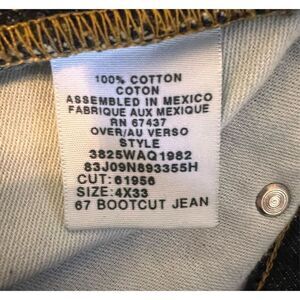 100% COTTON
COTON
ASSEMBLED IN MEXICO
FABRIQUE AUX MEXIQUE
RN 67437
OVER/AU VERSO
STYLE
3825WAQ1982
83J09N893355H
CUT: 61956
SIZE: 4X33
67 BOOTCUT JEAN